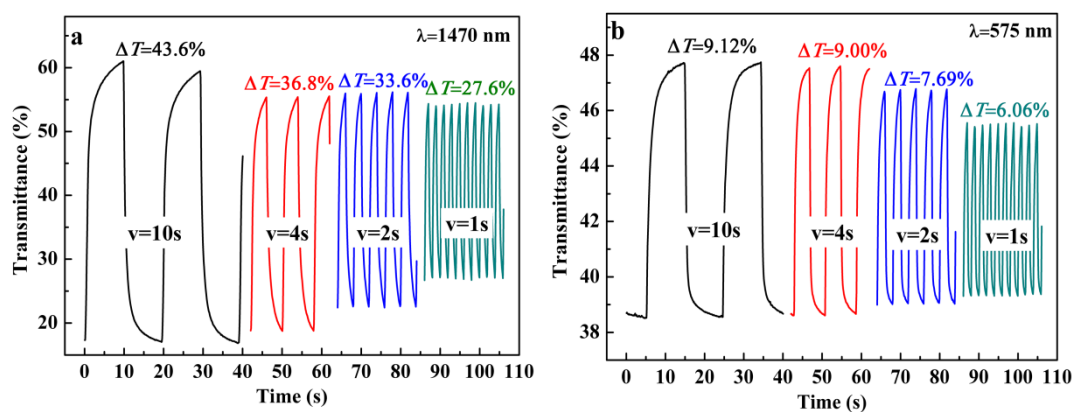 a
λ=1470 nm
ΔT=43.6%
ΔT=36.8%
ΔT=33.6%
ΔT=27.6%
v=10s
v=4s
v=2s
v=1s
Transmittance (%)
60
50
40
30
20
0 10 20 30 40 50 60 70 80 90 100 110
Time (s)
b
λ=575 nm
ΔT=9.12%
ΔT=9.00%
ΔT=7.69%
ΔT=6.06%
v=10s
v=4s
v=2s
v=1s
Transmittance (%)
48
46
44
42
40
38
0 10 20 30 40 50 60 70 80 90 100 110
Time (s)